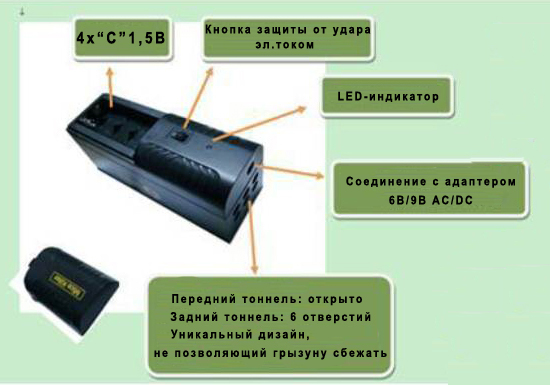 4x“C”1,5В
Кнопка защиты от удара
эл.током
LED-индикатор
Соединение с адаптером
6В/9В AC/DC
Передний тоннель: открыто
Задний тоннель: 6 отверстий
Уникальный дизайн,
не позволяющий грызуну сбежать